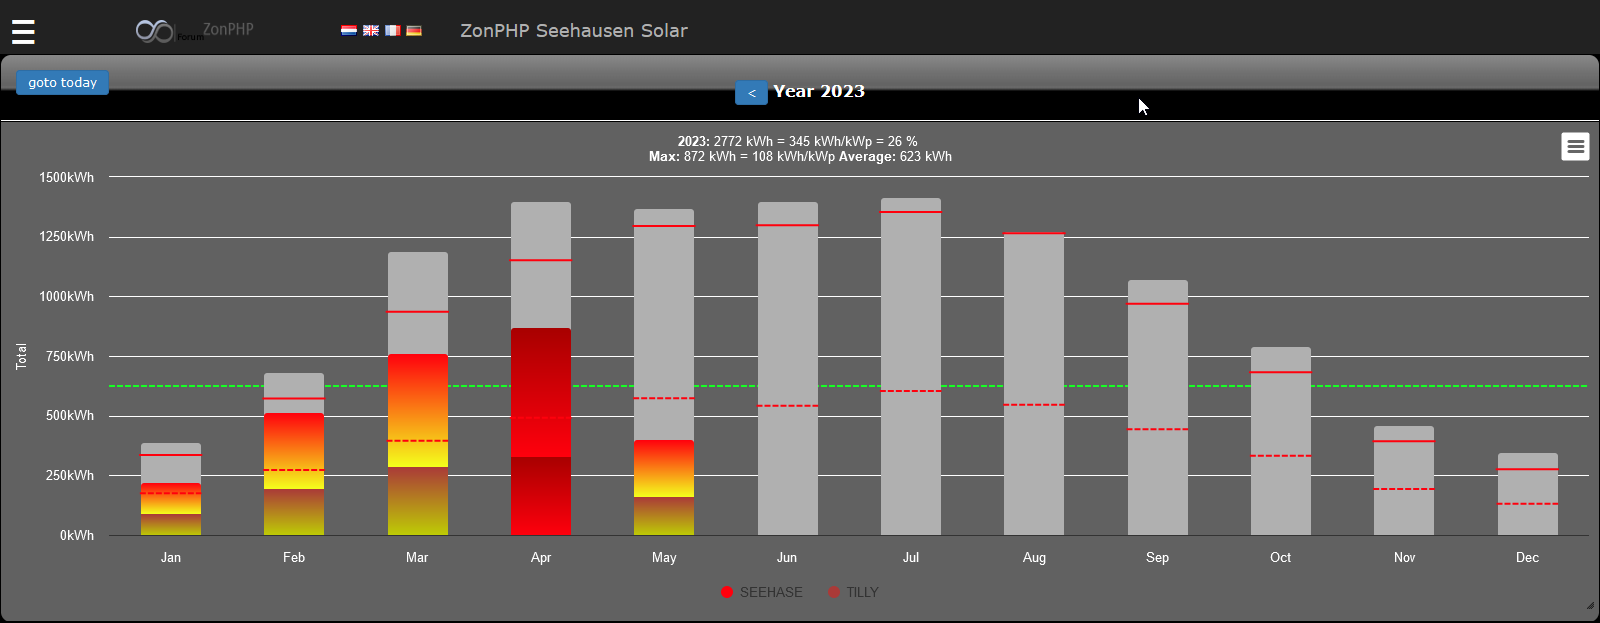 Forum ZonPHP
ZonPHP Seehausen Solar
goto today
< Year 2023
2023: 2772 kWh = 345 kWh/kWp = 26 %
Max: 872 kWh = 108 kWh/kWp Average: 623 kWh
1500kWh
1250kWh
1000kWh
750kWh
500kWh
250kWh
0kWh
Total
Jan Feb Mar Apr May Jun Jul Aug Sep Oct Nov Dec
SEEHASE TILLY